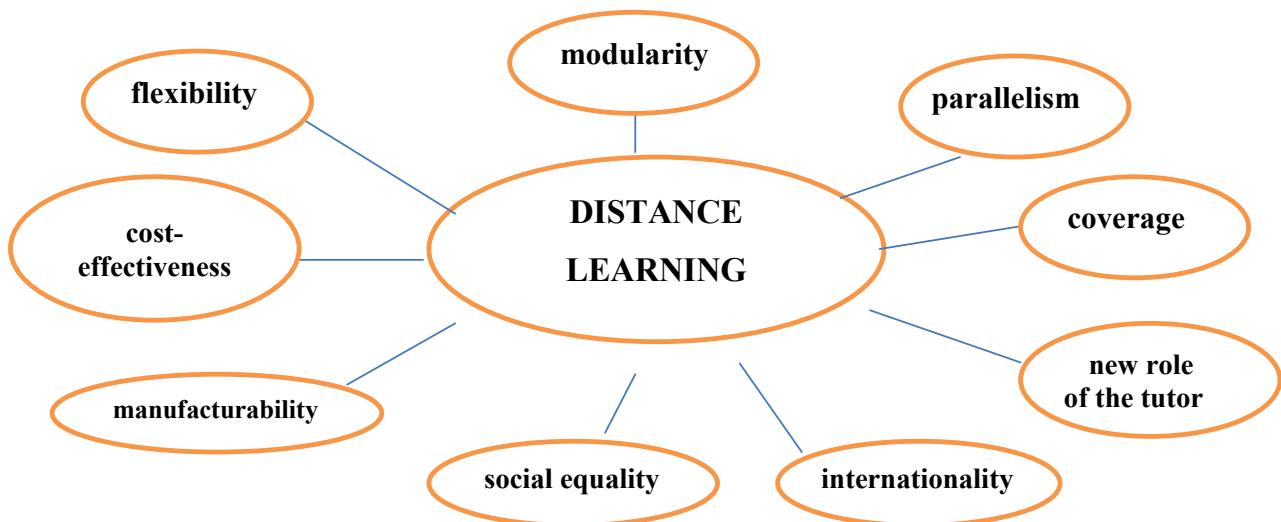 modularity
flexibility
parallelism
DISTANCE
LEARNING
coverage
cost-
effectiveness
new role
of the tutor
manufacturability
social equality
internationality